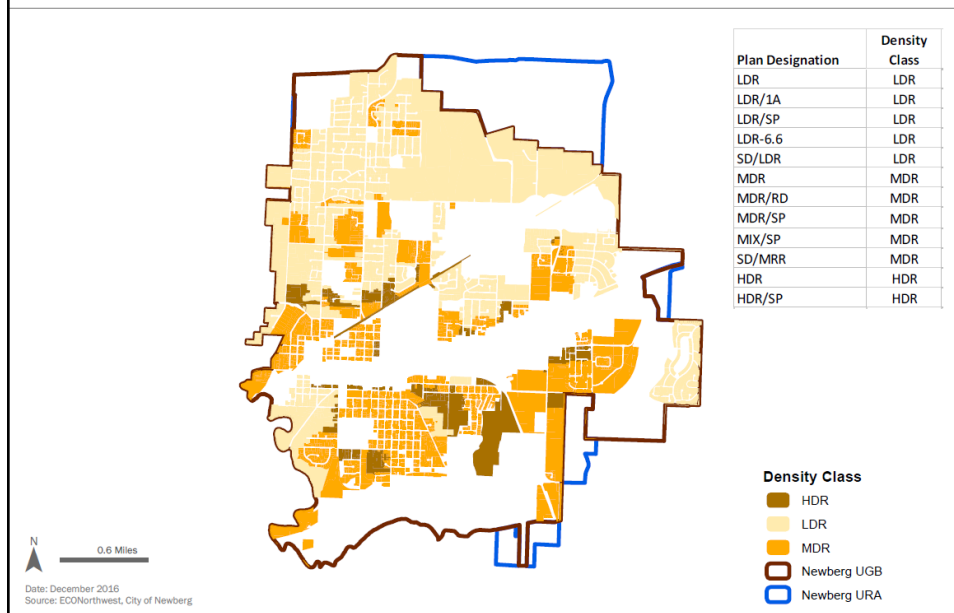 Density
Plan Designation Class
LDR LDR
LDR/1A LDR
LDR/SP LDR
LDR-6.6 LDR
SD/LDR LDR
MDR MDR
MDR/RD MDR
MDR/SP MDR
MIX/SP MDR
SD/MRR MDR
HDR HDR
HDR/SP HDR
Density Class
HDR
LDR
MDR
Newberg UGB
Newberg URA
N
0.6 Miles
Date: December 2016
Source: ECONorthwest, City of Newberg